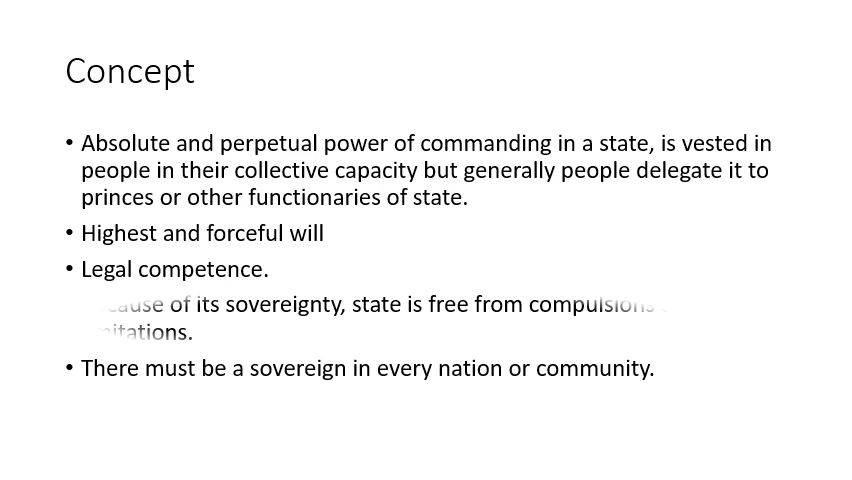 Concept
• Absolute and perpetual power of commanding in a state, is vested in
people in their collective capacity but generally people delegate it to
princes or other functionaries of state.
• Highest and forceful will
• Legal competence.
of its sovereignty, state is free from compulsions
• There must be a sovereign in every nation or community.